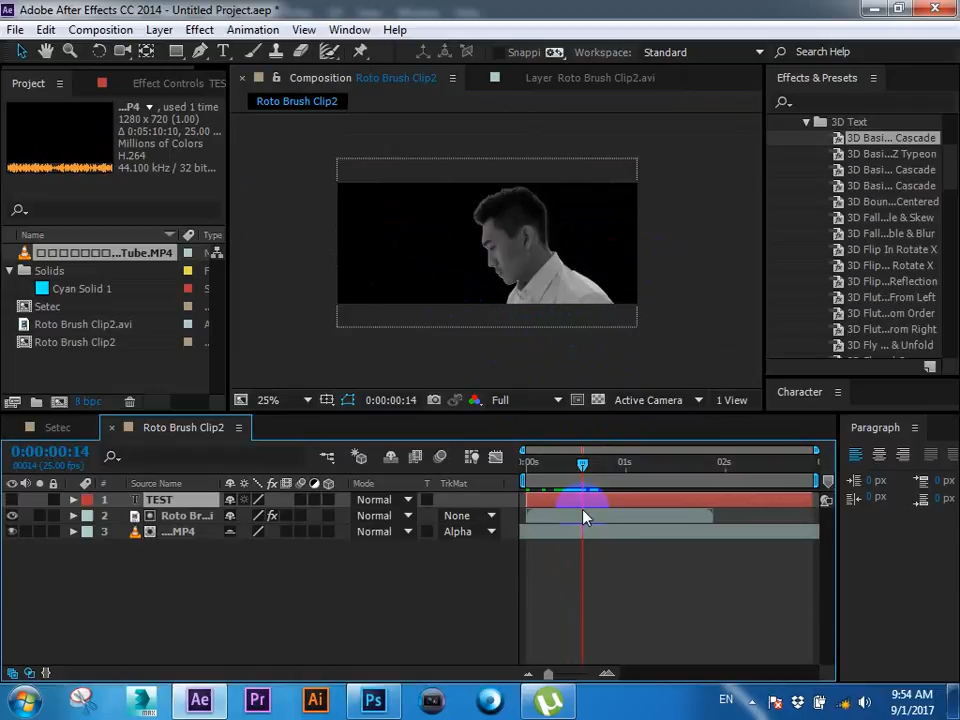 Adobe After Effects CC 2014 - Untitled Project.aep *
File Edit Composition Layer Effect Animation View Window Help
Snappi Workspace: Standard Search Help
Project Effect Controls TES
Composition Roto Brush Clip2 Layer Roto Brush Clip2.avi
Effects & Presets
Roto Brush Clip2
...P4 , used 1 time
1280 x 720 (1.00)
Δ 0:05:10:10, 25.00 ...
Millions of Colors
H.264
44.100 kHz / 32 bit...
3D Text
3D Basi... Cascade
3D Basi...Z Typeon
3D Basi... Cascade
3D Basi... Cascade
3D Boun...Centered
3D Fall...le & Skew
3D Fall...ble & Blur
3D Flip In Rotate X
3D Flip... Rotate X
3D Flip...Reflection
3D Flut...From Left
3D Flut...om Order
3D Flut...rom Right
3D Fly ... & Unfold
Name Type
□□□□□□□...Tube.MP4
Solids
Cyan Solid 1
Setec
Roto Brush Clip2.avi
Roto Brush Clip2
8 bpc
25% 0:00:00:14 Full Active Camera 1 View
Character
Setec Roto Brush Clip2
Paragraph
0:00:00:14
00014 (25.00 fps)
:00s 01s 02s
# Source Name Mode T TrkMat
1 T TEST Normal
2 Roto Br...i Normal None
3 ....MP4 Normal Alpha
0 px 0 px
0 px 0 px
Ae Pr Ai Ps
max
EN
9:54 AM
9/1/2017